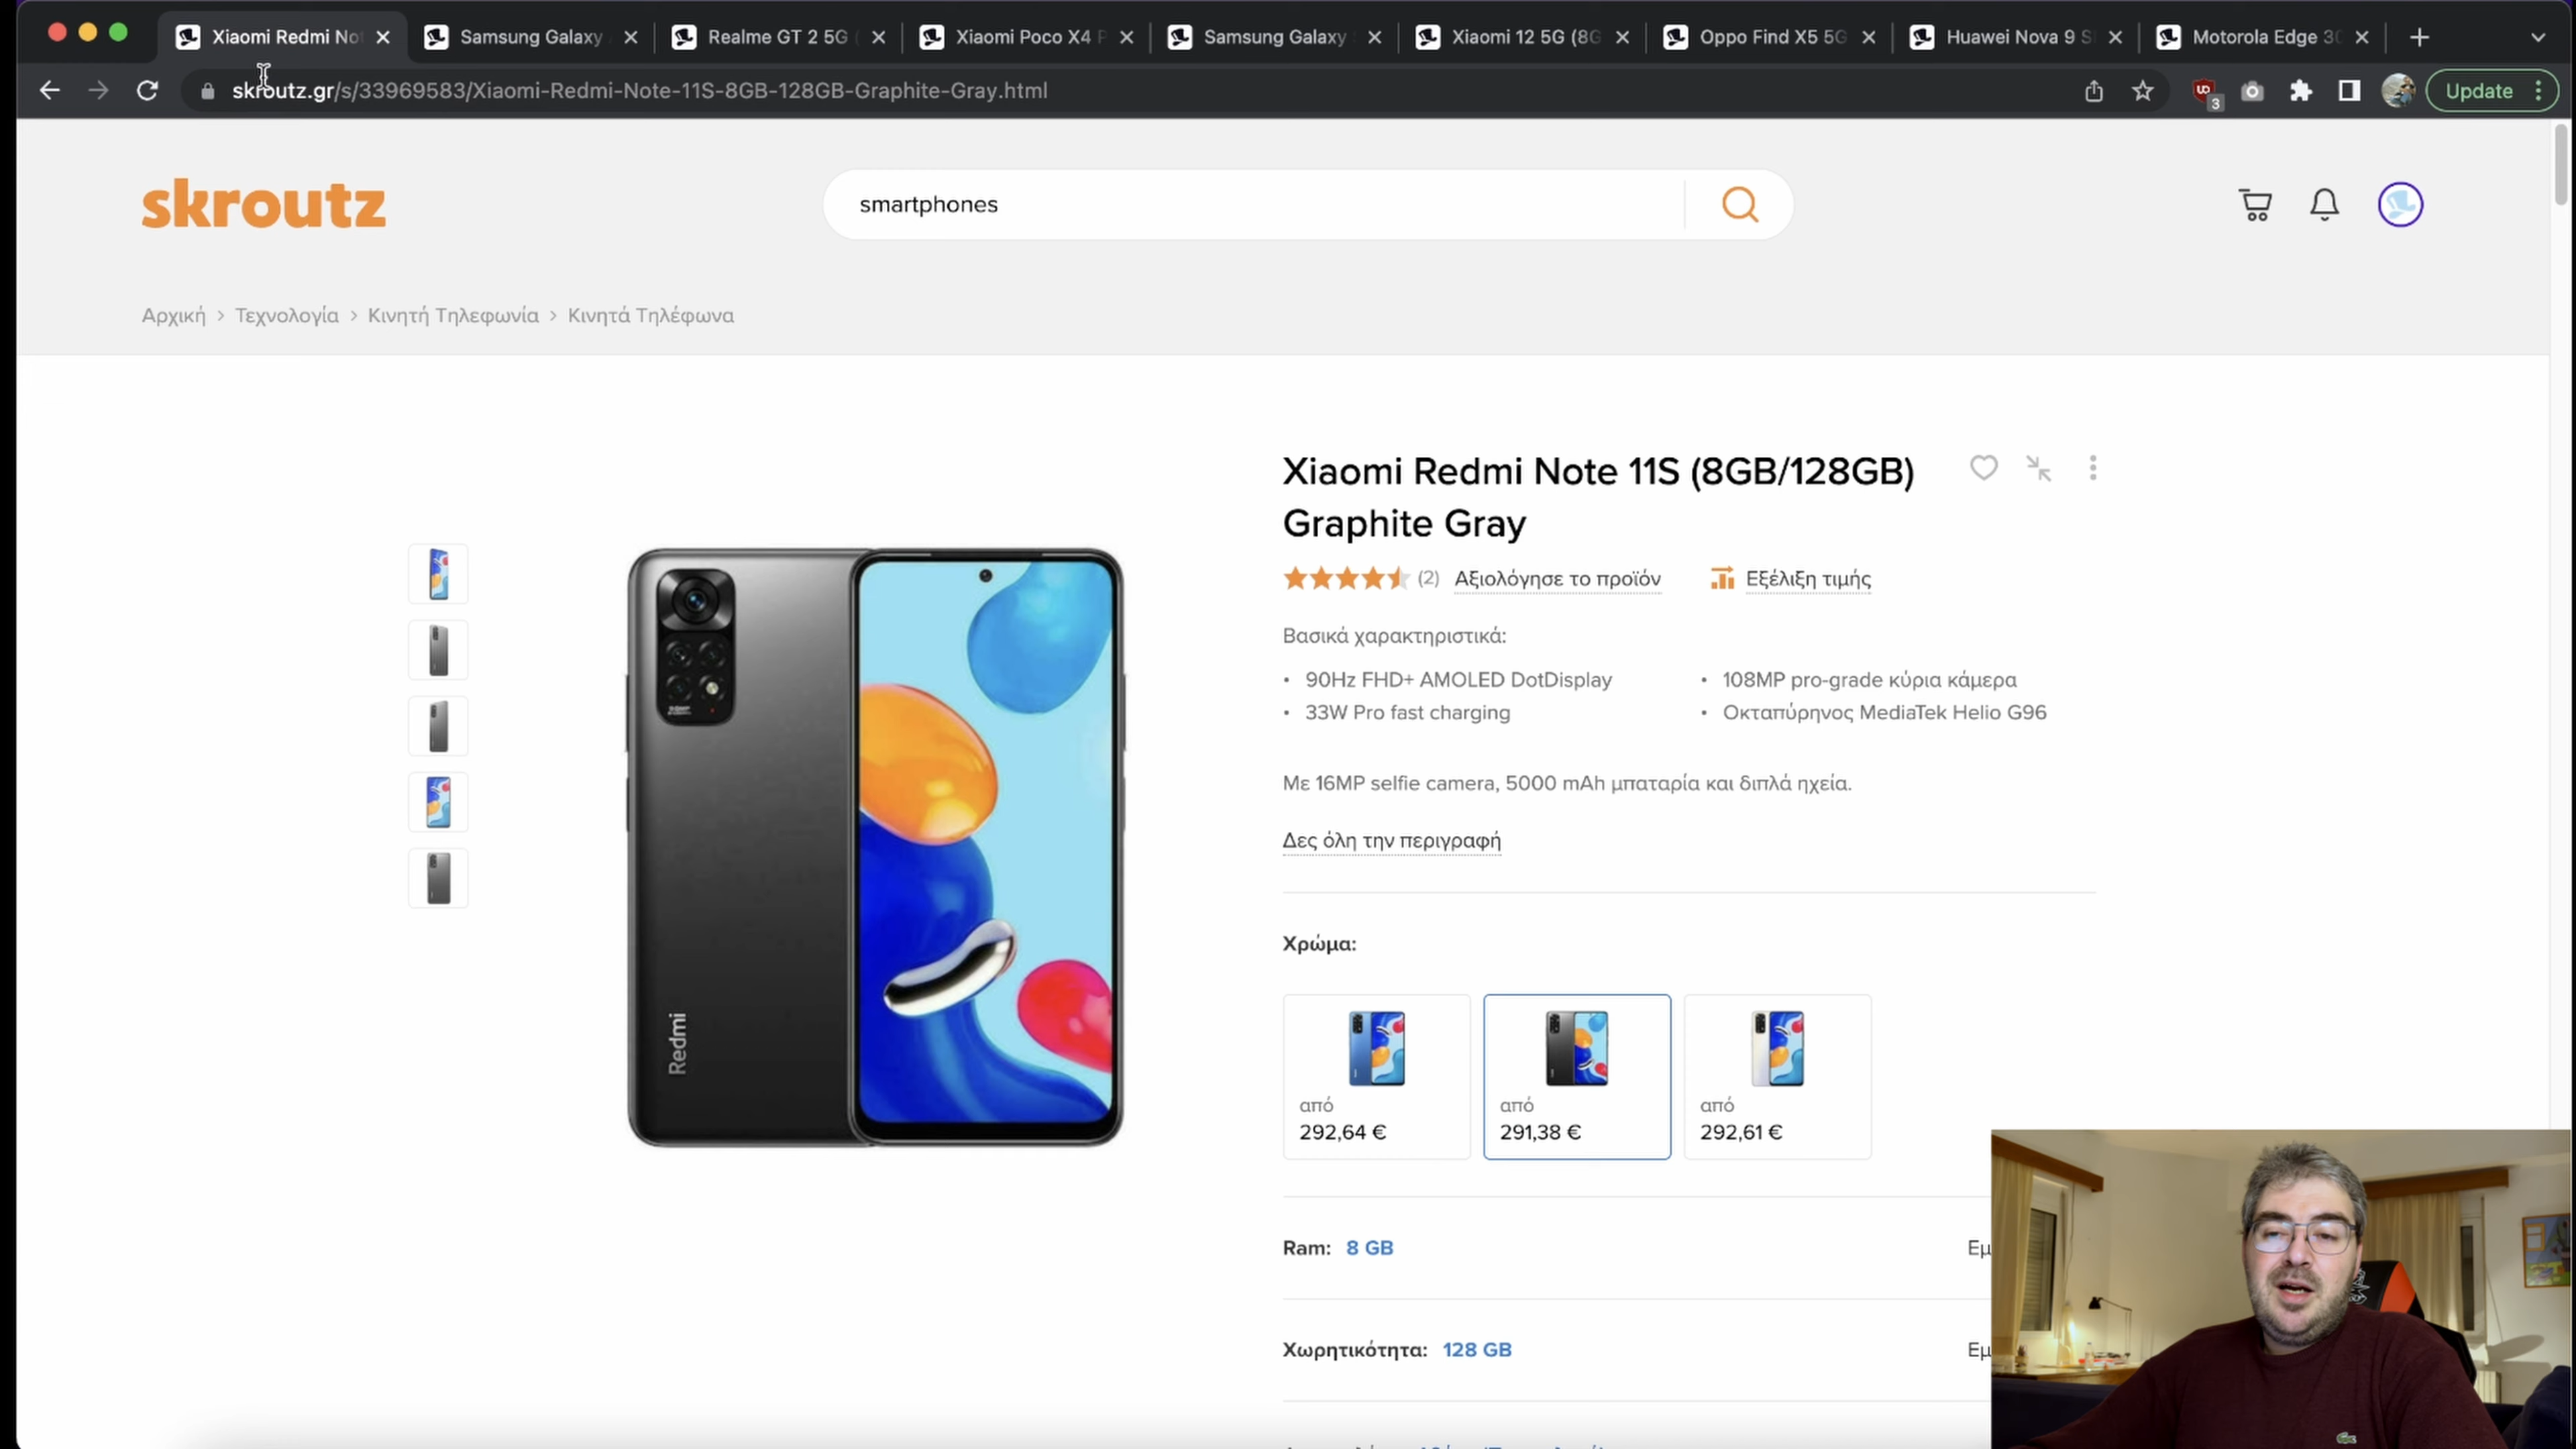 Xiaomi Redmi No
Samsung Galaxy
Realme GT 2 5G
Xiaomi Poco X4 P
Samsung Galaxy
Xiaomi 12 5G (8G
Oppo Find X5 5G
Huawei Nova 9 S
Motorola Edge 30
skroutz.gr/s/33969583/Xiaomi-Redmi-Note-11S-8GB-128GB-Graphite-Gray.html
3
Update
skroutz
smartphones
Αρχική › Τεχνολογία › Κινητή Τηλεφωνία › Κινητά Τηλέφωνα
Xiaomi Redmi Note 11S (8GB/128GB)
Graphite Gray
(2) Αξιολόγησε το προϊόν Εξέλιξη τιμής
Βασικά χαρακτηριστικά:
• 90Hz FHD+ AMOLED DotDisplay
• 108MP pro-grade κύρια κάμερα
• 33W Pro fast charging
• Οκταπύρηνος MediaTek Helio G96
Με 16MP selfie camera, 5000 mAh μπαταρία και διπλά ηχεία.
Δες όλη την περιγραφή
Redmi
Χρώμα:
από
292,64 €
από
291,38 €
από
292,61 €
Ram: 8 GB
Εμ
Χωρητικότητα: 128 GB
Εμ